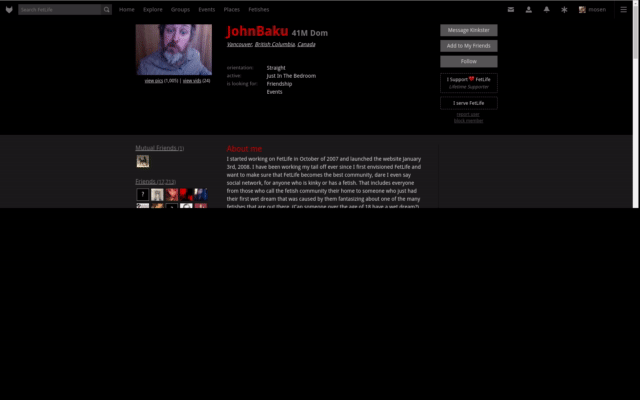 Search FetLife Home Explore Groups Events Places Fetishes mosen
JohnBaku 41M Dom
Vancouver, British Columbia, Canada
Message Kinkster
Add to My Friends
Follow
orientation: Straight
active: Just In The Bedroom
is looking for: Friendship
Events
view pics (1,005) | view vids (24)
I Support FetLife
Lifetime Supporter
I serve FetLife
report user
block member
Mutual Friends (1)
Friends
About me
I started working on FetLife in October of 2007 and launched the website January
3rd, 2008. I have been working my tail off ever since I first envisioned FetLife and
want to make sure that FetLife becomes the best community, dare I even say
social network, for anyone who is kinky or has a fetish. That includes everyone
from those who call the fetish community their home to someone who just had
their first wet dream that was caused by them fantasizing about one of the many
fetishes that are out there. (Can someone over the age of 18 have a wet dream?)